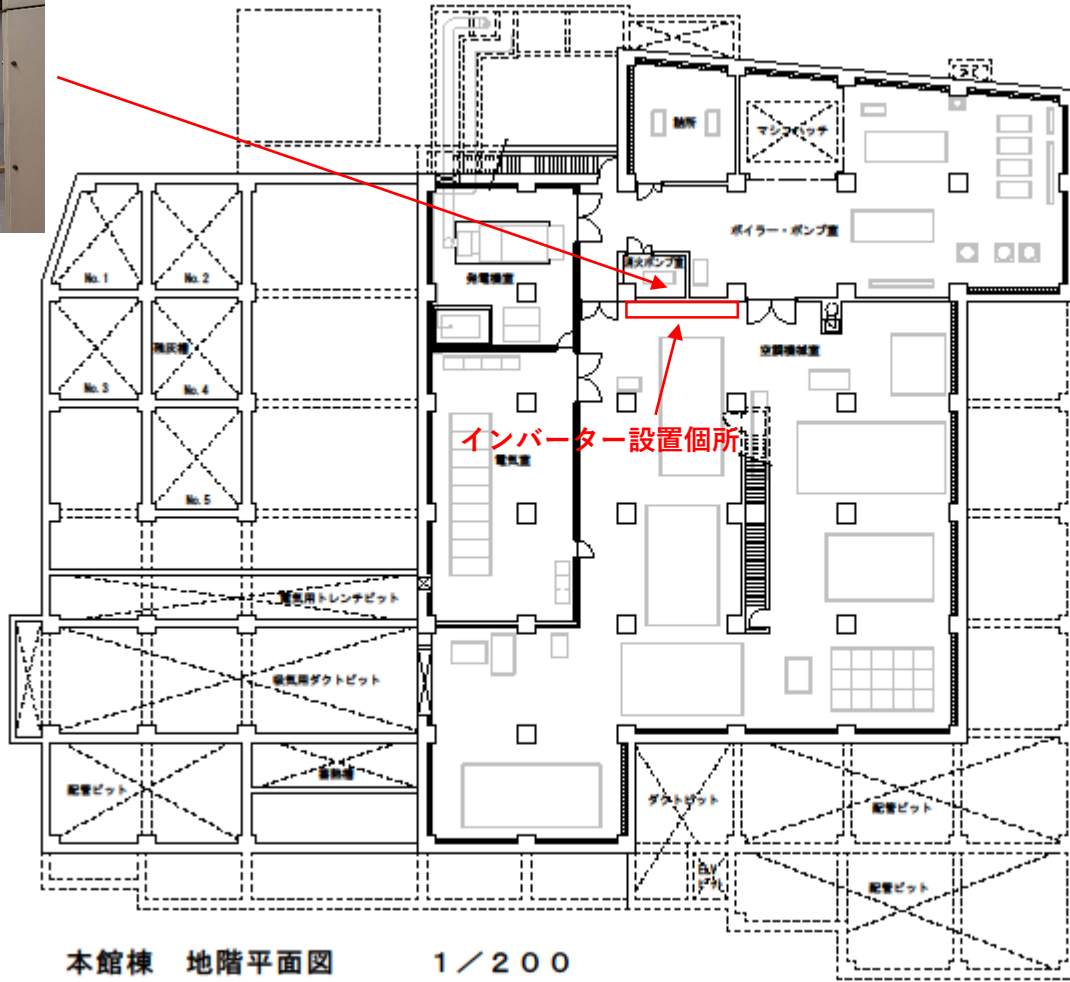 マシンハッチ
ボイラー・ポンプ室
消火ポンプ室
発電機室
空調機械室
No.1
No.2
No.3
No.4
No.5
インバーター設置個所
電気室
電気用トレンチピット
吸気用ダクトピット
配管ピット
蓄熱槽
ダクトピット
配管ピット
配管ピット
本館棟 地階平面図 1/200